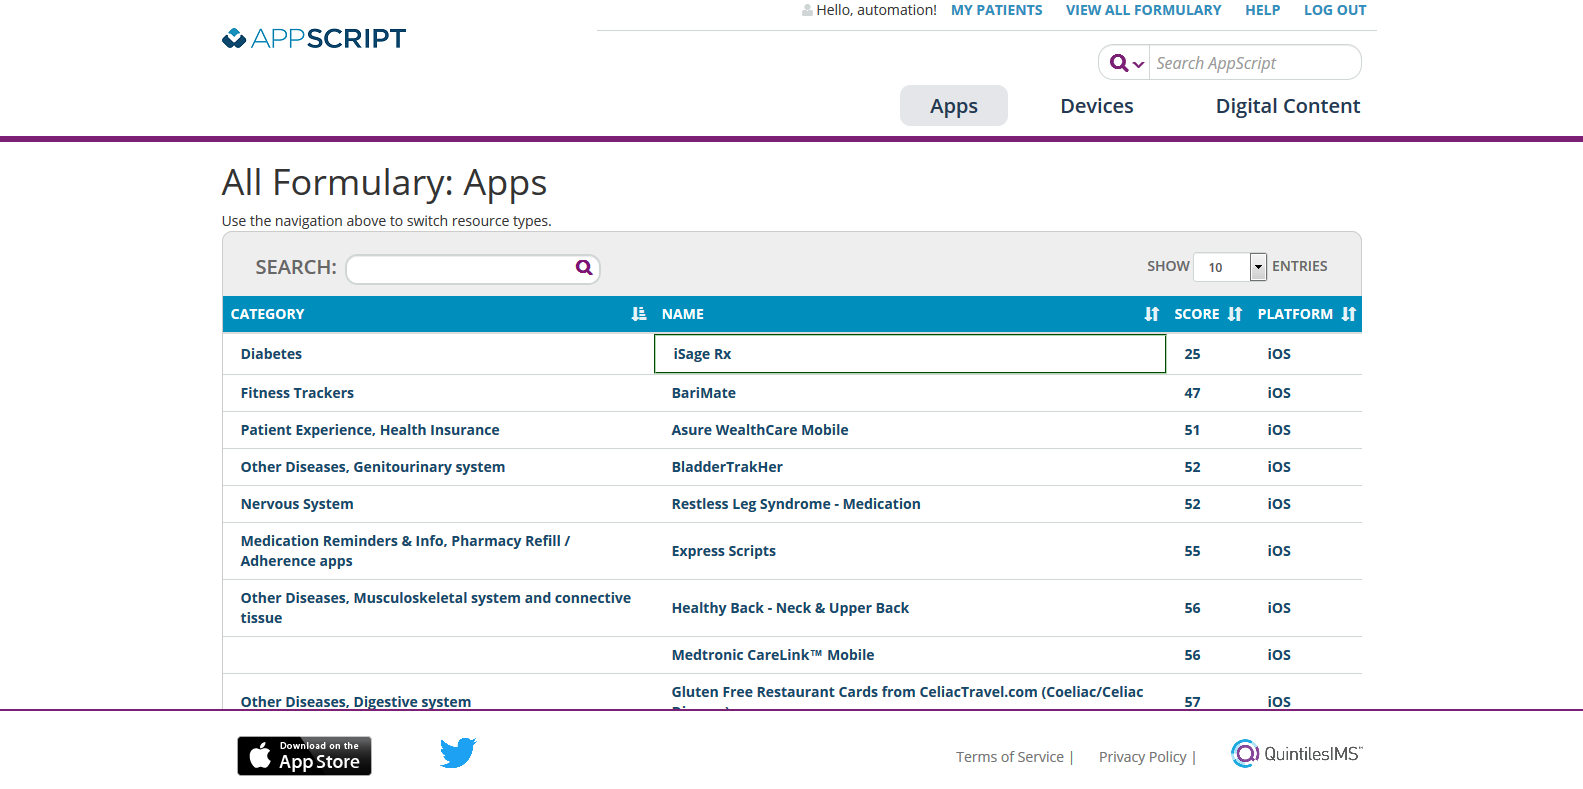 Hello, automation! MY PATIENTS VIEW ALL FORMULARY HELP LOG OUT
APPSCRIPT
Search AppScript
Apps Devices Digital Content
All Formulary: Apps
Use the navigation above to switch resource types.
SEARCH: SHOW 10 ENTRIES
CATEGORY NAME SCORE PLATFORM
Diabetes iSage Rx 25 iOS
Fitness Trackers BariMate 47 iOS
Patient Experience, Health Insurance Asure WealthCare Mobile 51 iOS
Other Diseases, Genitourinary system BladderTrakHer 52 iOS
Nervous System Restless Leg Syndrome - Medication 52 iOS
Medication Reminders & Info, Pharmacy Refill /
Adherence apps Express Scripts 55 iOS
Other Diseases, Musculoskeletal system and connective
tissue Healthy Back - Neck & Upper Back 56 iOS
Medtronic CareLink™ Mobile 56 iOS
Other Diseases, Digestive system Gluten Free Restaurant Cards from CeliacTravel.com (Coeliac/Celiac 57 iOS
Download on the
App Store
Terms of Service | Privacy Policy | QuintilesIMS™